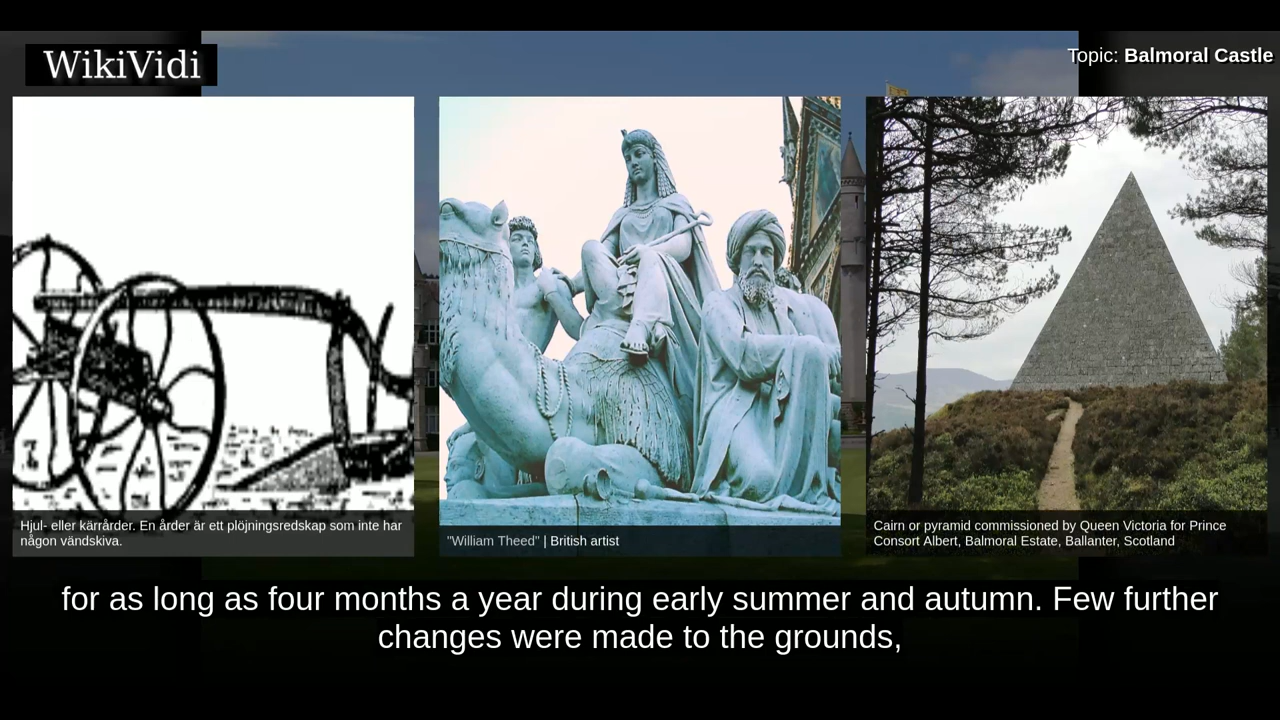 WikiVidi
Topic: Balmoral Castle
Hjul- eller kärrårder. En årder är ett plöjningsredskap som inte har
någon vändskiva.
"William Theed" | British artist
Cairn or pyramid commissioned by Queen Victoria for Prince
Consort Albert, Balmoral Estate, Ballanter, Scotland
for as long as four months a year during early summer and autumn. Few further
changes were made to the grounds,